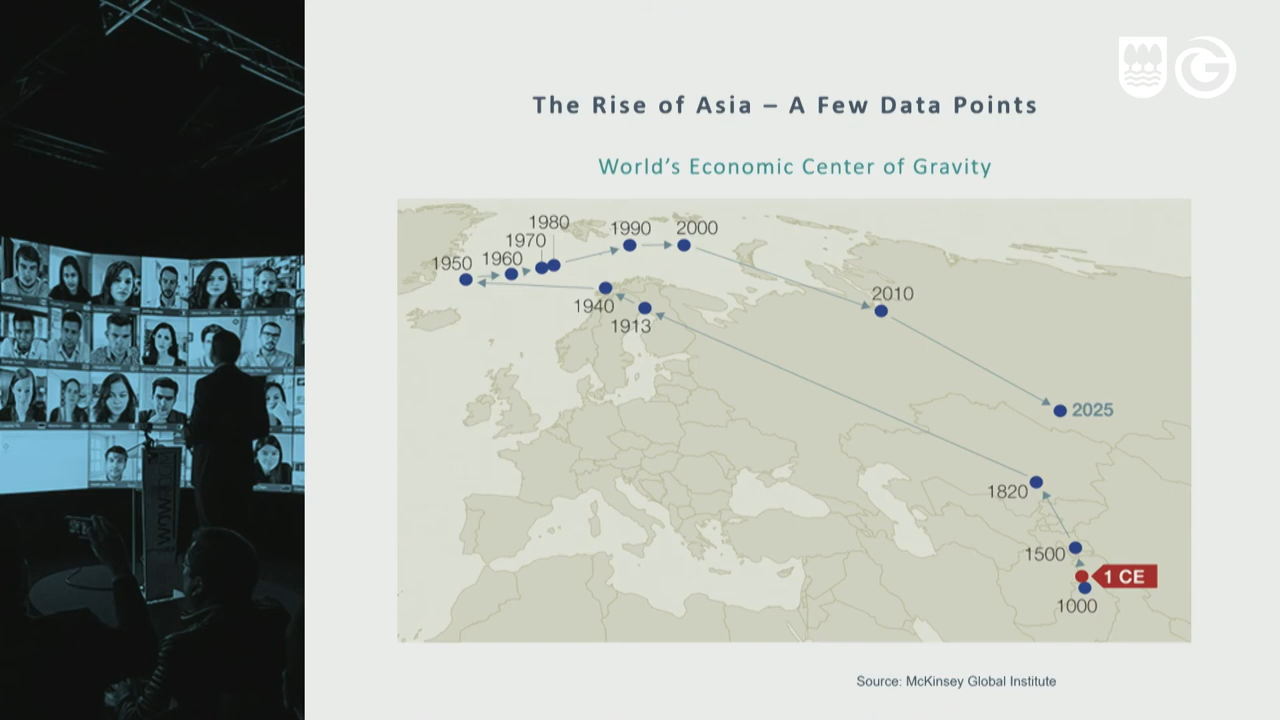 The Rise of Asia – A Few Data Points
World's Economic Center of Gravity
1980
1990
2000
1970
1950
1960
2010
1940
1913
2025
1820
1500
1 CE
1000
Source: McKinsey Global Institute
G